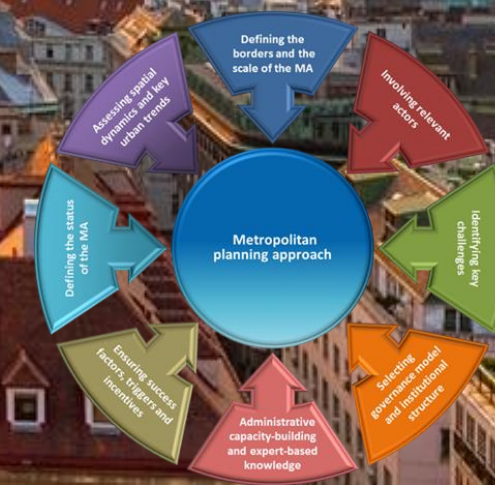 Defining the
borders and the
scale of the MA
Involving relevant
actors
Identifying key
challenges
Selecting
governance model
and institutional
structure
Administrative
capacity-building
and expert-based
knowledge
Ensuring success
factors, triggers and
incentives
Defining the status
of the MA
Assessing spatial
dynamics and key
urban trends
Metropolitan
planning approach